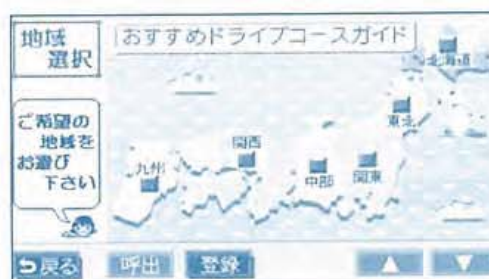 地域
選択
おすすめドライブコースガイド
北海道
東北
ご希望の
地域を
お選び
下さい
関西
九州
中部
関東
戻る
呼出
登録